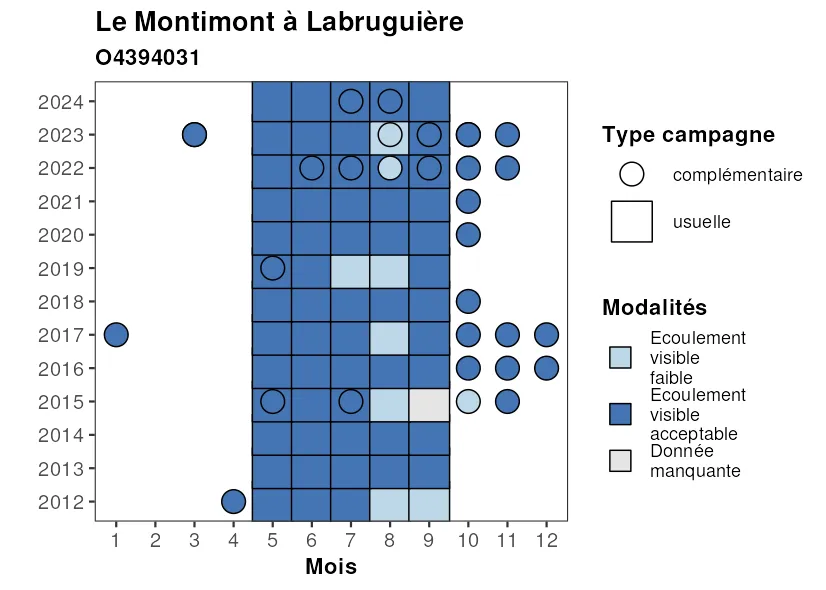 Le Montimont à Labruguière
O4394031
2024
2023
2022
2021
2020
2019
2018
2017
2016
2015
2014
2013
2012
1 2 3 4 5 6 7 8 9 10 11 12
Mois
Type campagne
complémentaire
usuelle
Modalités
Ecoulement
visible
faible
Ecoulement
visible
acceptable
Donnée
manquante